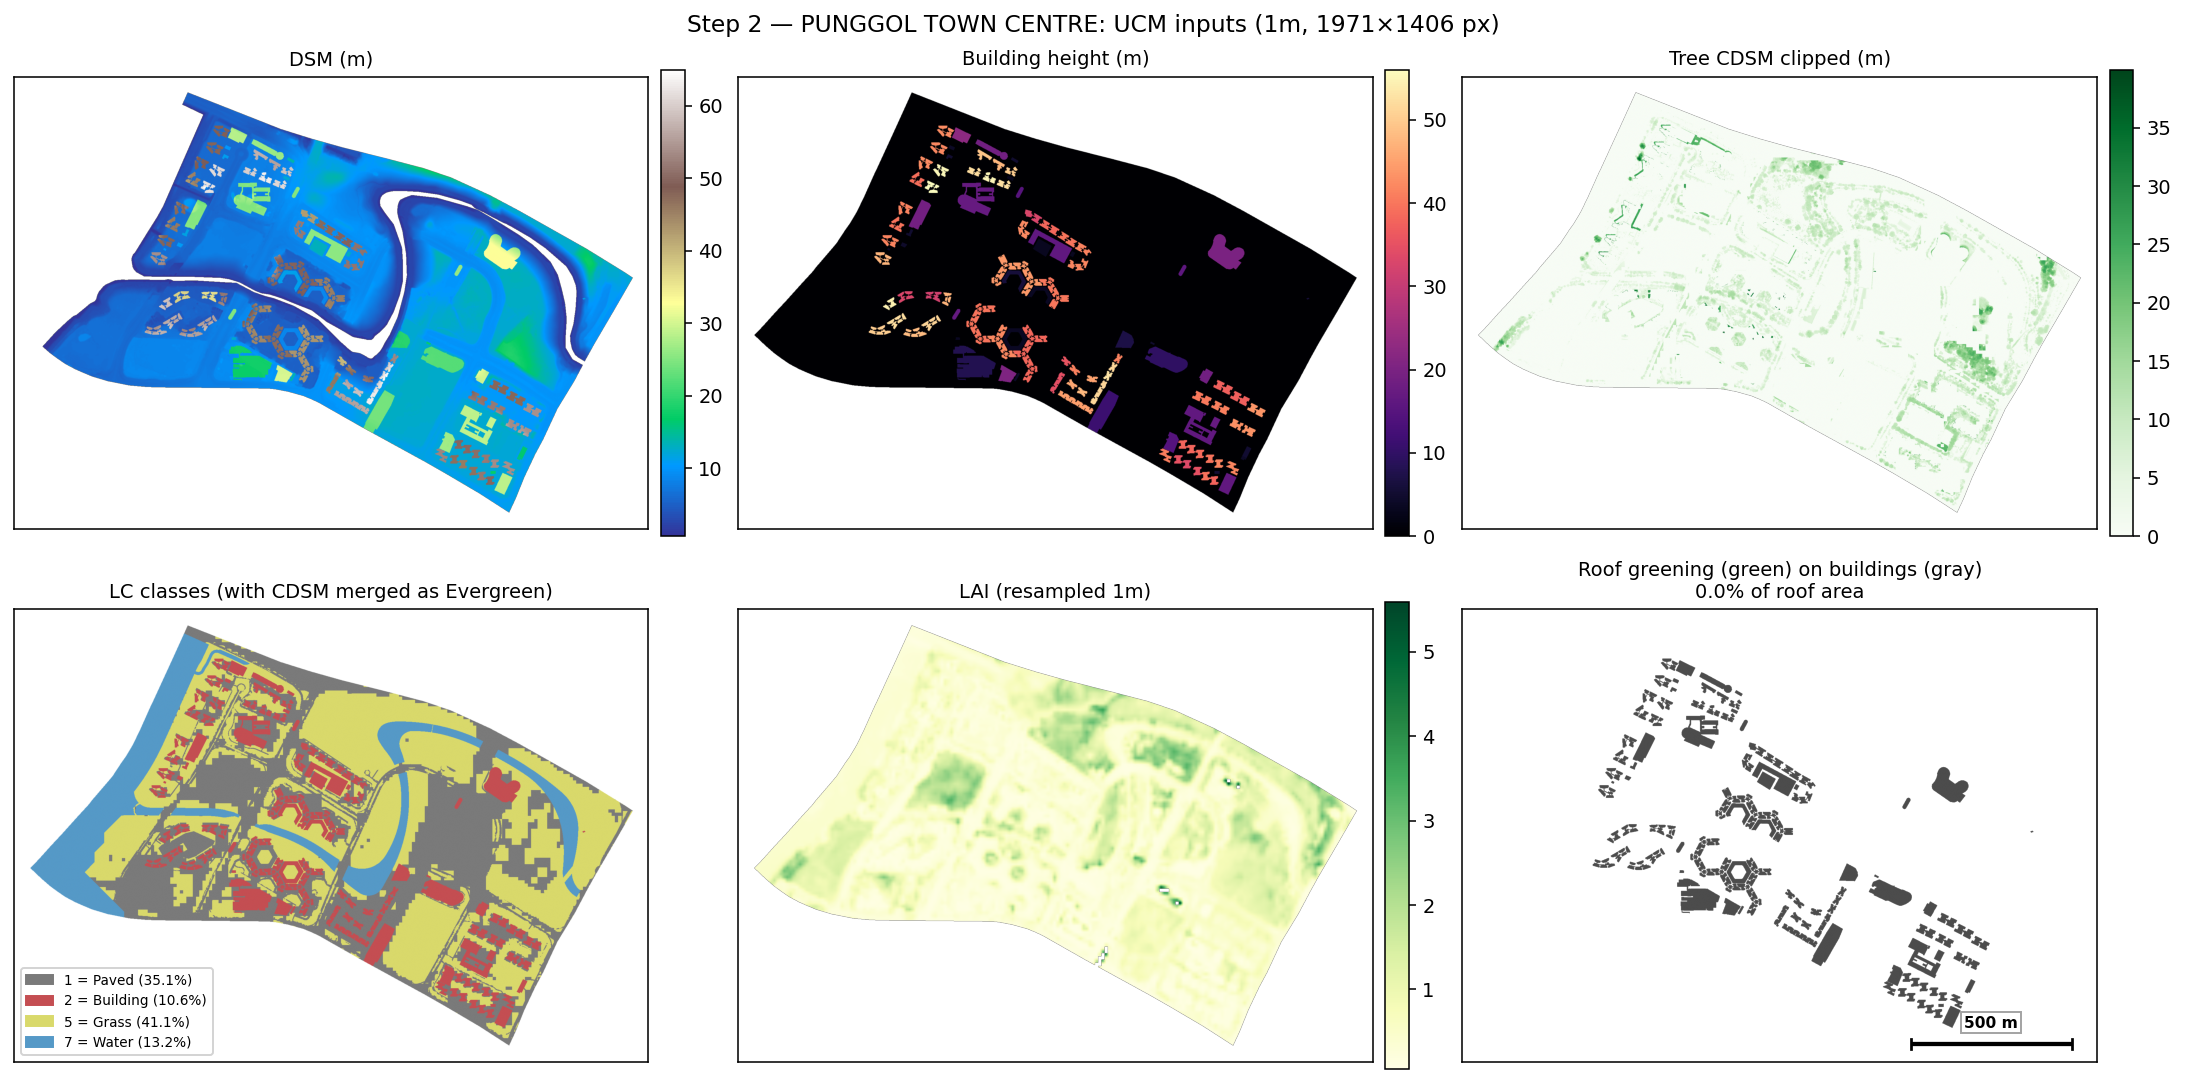 Step 2 — PUNGGOL TOWN CENTRE: UCM inputs (1m, 1971×1406 px)
DSM (m)
60
50
40
30
20
10
Building height (m)
50
40
30
20
10
0
Tree CDSM clipped (m)
35
30
25
20
15
10
5
0
LC classes (with CDSM merged as Evergreen)
1 = Paved (35.1%)
2 = Building (10.6%)
5 = Grass (41.1%)
7 = Water (13.2%)
LAI (resampled 1m)
5
4
3
2
1
Roof greening (green) on buildings (gray)
0.0% of roof area
500 m